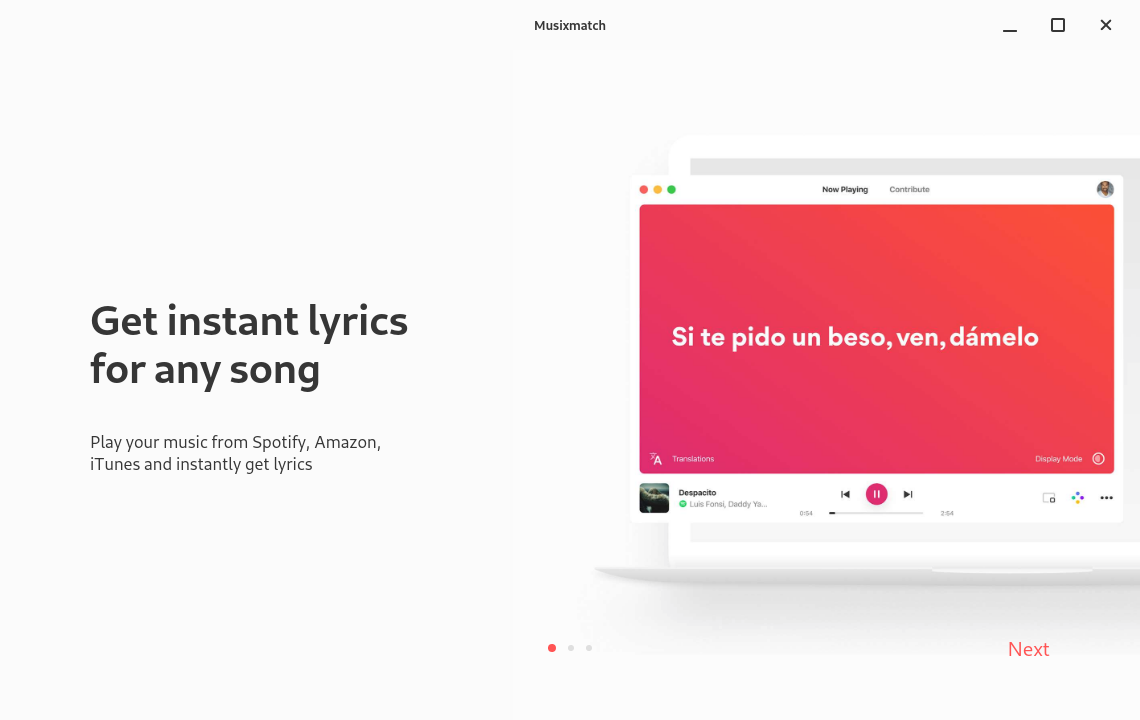 Musixmatch
Now Playing
Contribute
Get instant lyrics
for any song
Play your music from Spotify, Amazon,
iTunes and instantly get lyrics
Si te pido un beso, ven, dámelo
Translations
Display Mode
Despacito
Luis Fonsi, Daddy Ya...
0:54
2:54
Next